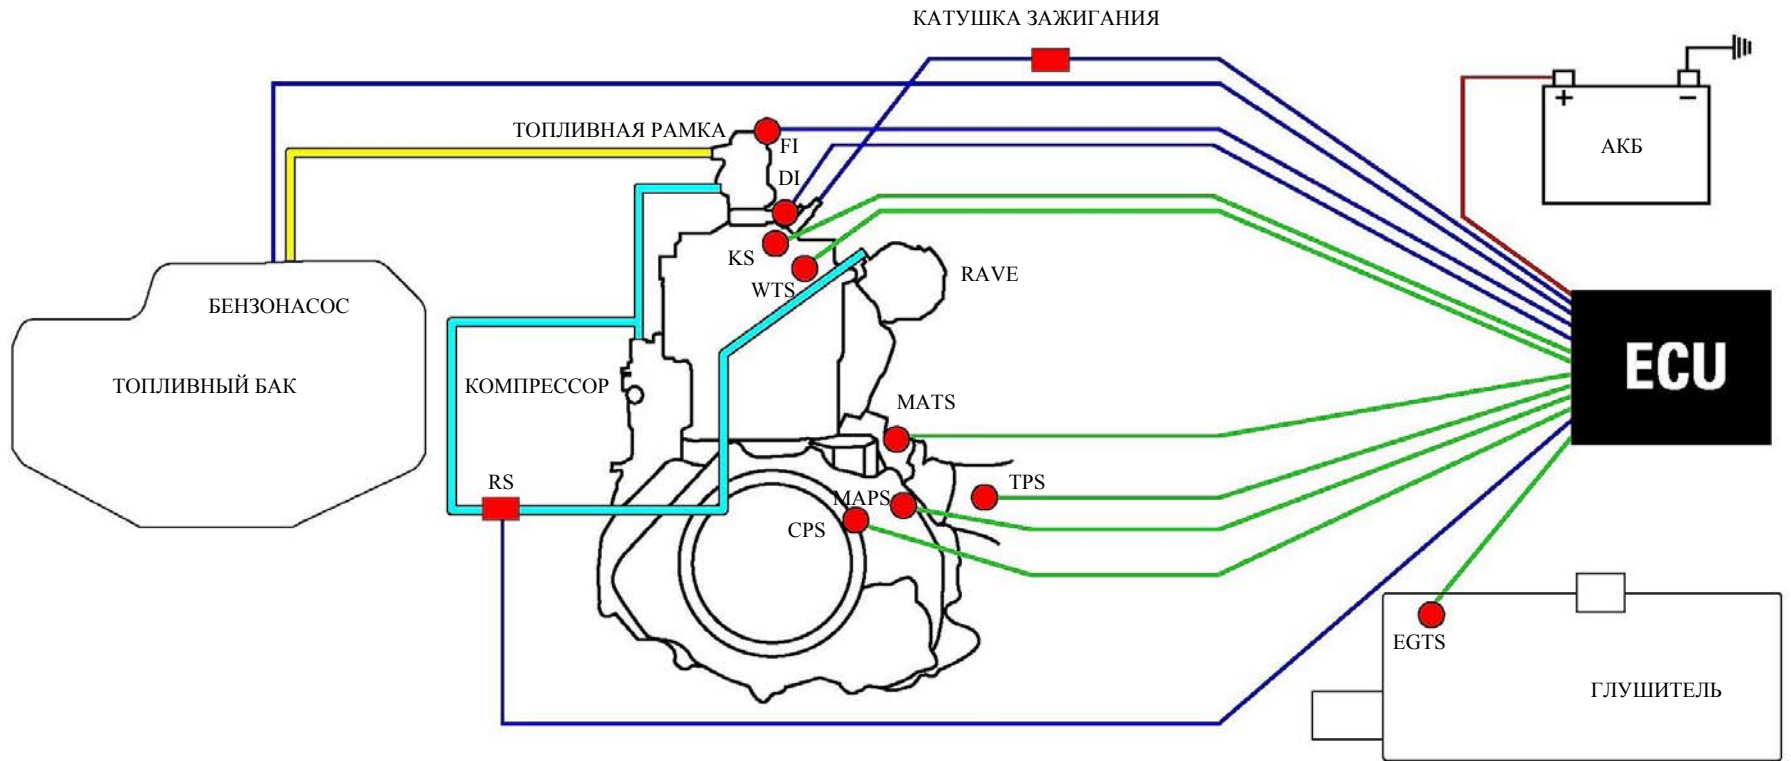 КАТУШКА ЗАЖИГАНИЯ
+
−
АКБ
ТОПЛИВНАЯ РАМКА
FI
DI
KS
WTS
RAVE
БЕНЗОНАСОС
ТОПЛИВНЫЙ БАК
КОМПРЕССОР
ECU
MATS
RS
MAPS
TPS
CPS
EGTS
ГЛУШИТЕЛЬ